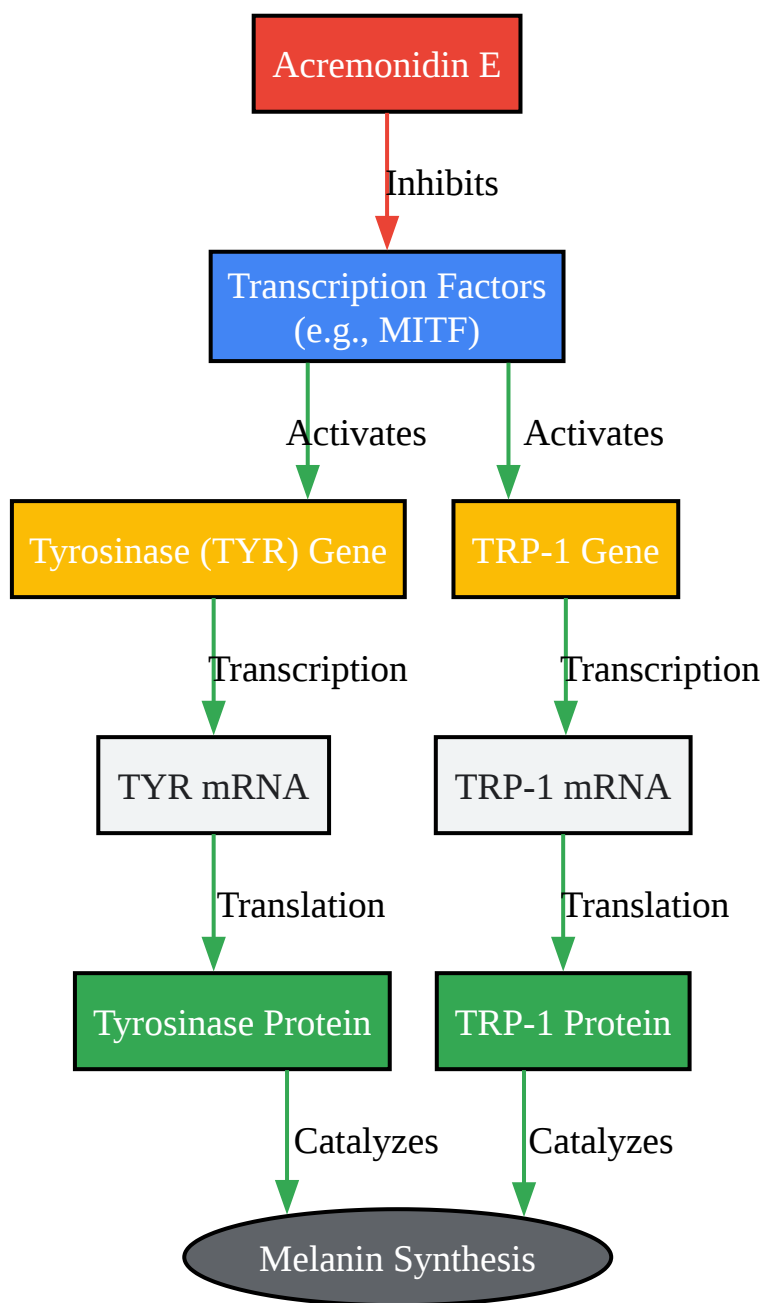 Acremonidin E
Inhibits
Transcription Factors
(e.g., MITF)
Activates
Activates
Tyrosinase (TYR) Gene
TRP-1 Gene
Transcription
Transcription
TYR mRNA
TRP-1 mRNA
Translation
Translation
Tyrosinase Protein
TRP-1 Protein
Catalyzes
Catalyzes
Melanin Synthesis